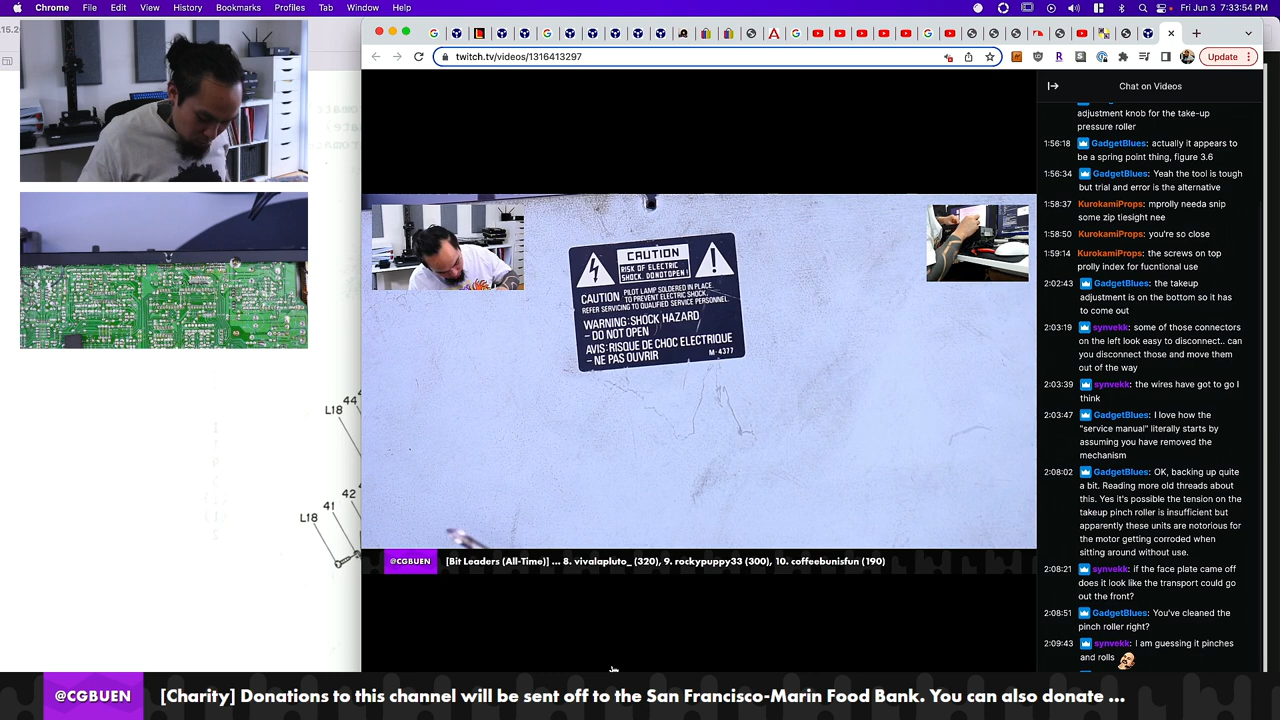 Chrome File Edit View History Bookmarks Profiles Tab Window Help
Fri Jun 3 7:33:54 PM
twitch.tv/videos/1316413297
Update
Chat on Videos
adjustment knob for the take-up
pressure roller
1:56:18 GadgetBlues: actually it appears to
be a spring point thing, figure 3.6
1:56:34 GadgetBlues: Yeah the tool is tough
but trial and error is the alternative
1:58:37 KurokamiProps: mprolly needa snip
some zip tiesight nee
1:58:50 KurokamiProps: you're so close
1:59:14 KurokamiProps: the screws on top
prolly index for fucntional use
2:02:43 GadgetBlues: the takeup
adjustment is on the bottom so it has
to come out
2:03:19 synvekk: some of those connectors
on the left look easy to disconnect.. can
you disconnect those and move them
out of the way
2:03:39 synvekk: the wires have got to go I
think
2:03:47 GadgetBlues: I love how the
"service manual" literally starts by
assuming you have removed the
mechanism
2:08:02 GadgetBlues: OK, backing up quite
a bit. Reading more old threads about
this. Yes it's possible the tension on the
takeup pinch roller is insufficient but
apparently these units are notorious for
the motor getting corroded when
sitting around without use.
2:08:21 synvekk: if the face plate came off
does it look like the transport could go
out the front?
2:08:51 GadgetBlues: You've cleaned the
pinch roller right?
2:09:43 synvekk: I am guessing it pinches
and rolls
CAUTION
RISK OF ELECTRIC
SHOCK. DO NOT OPEN
CAUTION PILOT LAMP SOLDERED IN PLACE.
TO PREVENT ELECTRIC SHOCK.
REFER SERVICING TO QUALIFIED SERVICE PERSONNEL.
WARNING: SHOCK HAZARD
- DO NOT OPEN
AVIS: RISQUE DE CHOC ELECTRIQUE
- NE PAS OUVRIR
M-4377
44
L18
42
41
L18
@CGBUEN [Bit Leaders (All-Time)] ... 8. vivalapluto_ (320), 9. rockypuppy33 (300), 10. coffeebunisfun (190)
@CGBUEN [Charity] Donations to this channel will be sent off to the San Francisco-Marin Food Bank. You can also donate ...